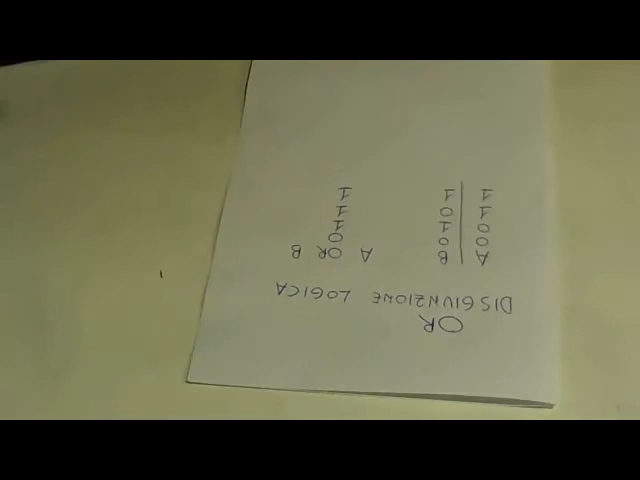 OR
DISGIUNZIONE LOGICA
A B A OR B
0 0 0
0 1 1
1 0 1
1 1 1